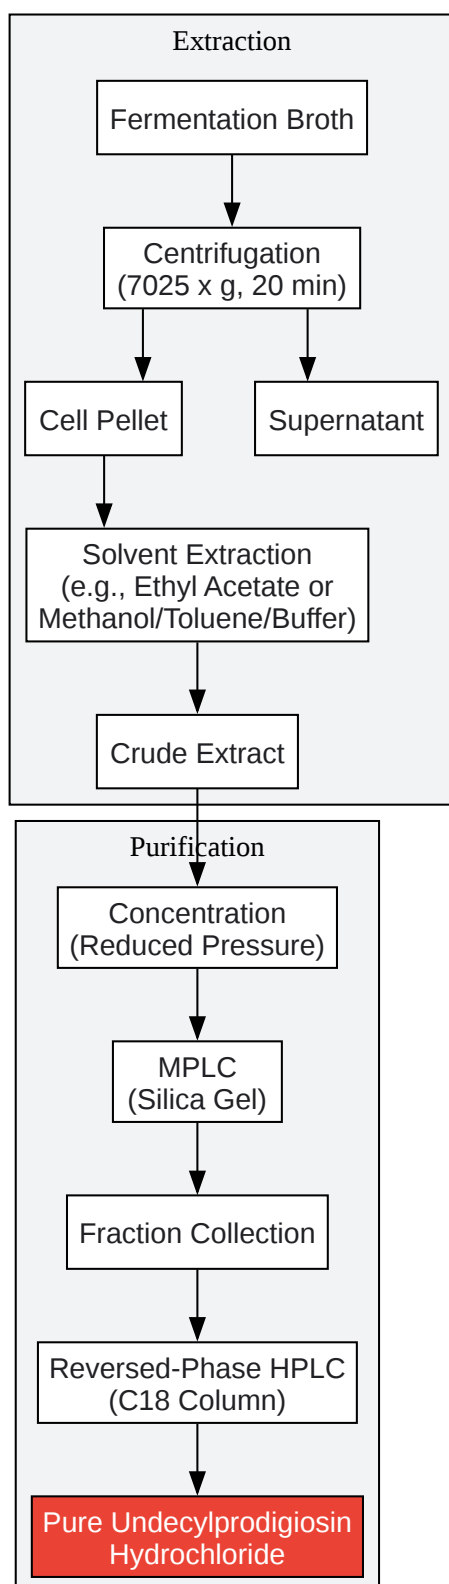 Extraction
Fermentation Broth
Centrifugation
(7025 x g, 20 min)
Cell Pellet
Supernatant
Solvent Extraction
(e.g., Ethyl Acetate or
Methanol/Toluene/Buffer)
Crude Extract
Purification
Concentration
(Reduced Pressure)
MPLC
(Silica Gel)
Fraction Collection
Reversed-Phase HPLC
(C18 Column)
Pure Undecylprodigiosin
Hydrochloride